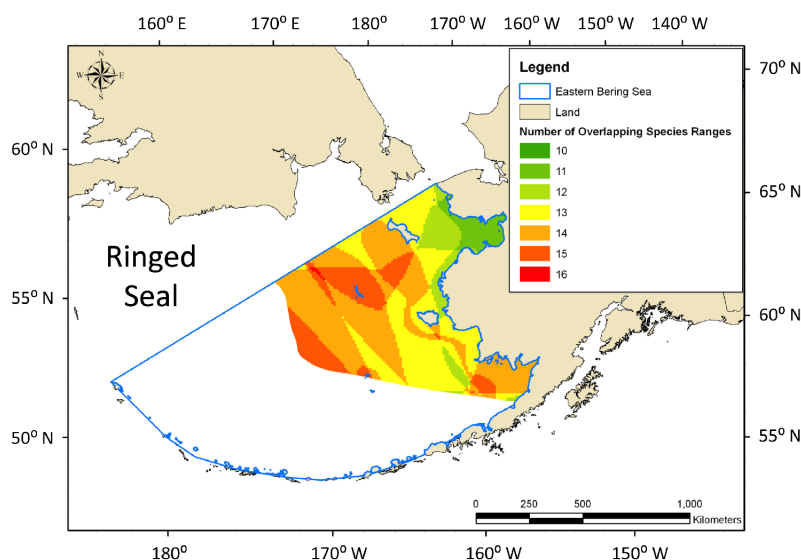 160° E 170° E 180° 170° W 160° W 150° W 140° W
N
W E
S
Legend
Eastern Bering Sea
Land
Number of Overlapping Species Ranges
10
11
12
13
14
15
16
70° N
60° N
65° N
Ringed
Seal
55° N
60° N
50° N
55° N
0 250 500 1,000
Kilometers
180° 170° W 160° W 150° W